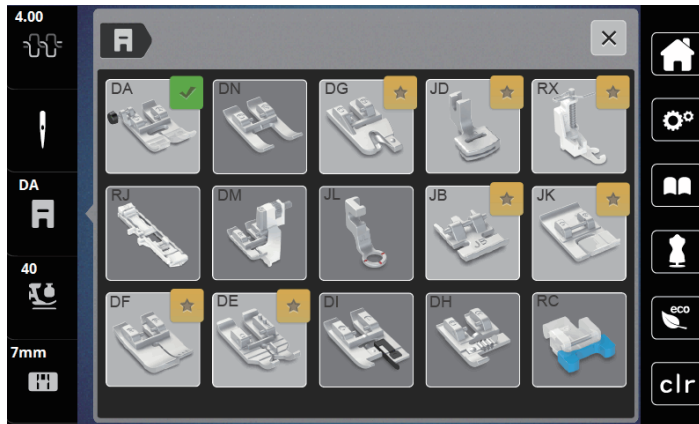 4.00
DA
40
7mm
DA DN DG JD RX
RJ DM JL JB JK
JB
DF DE DI DH RC
eco
clr